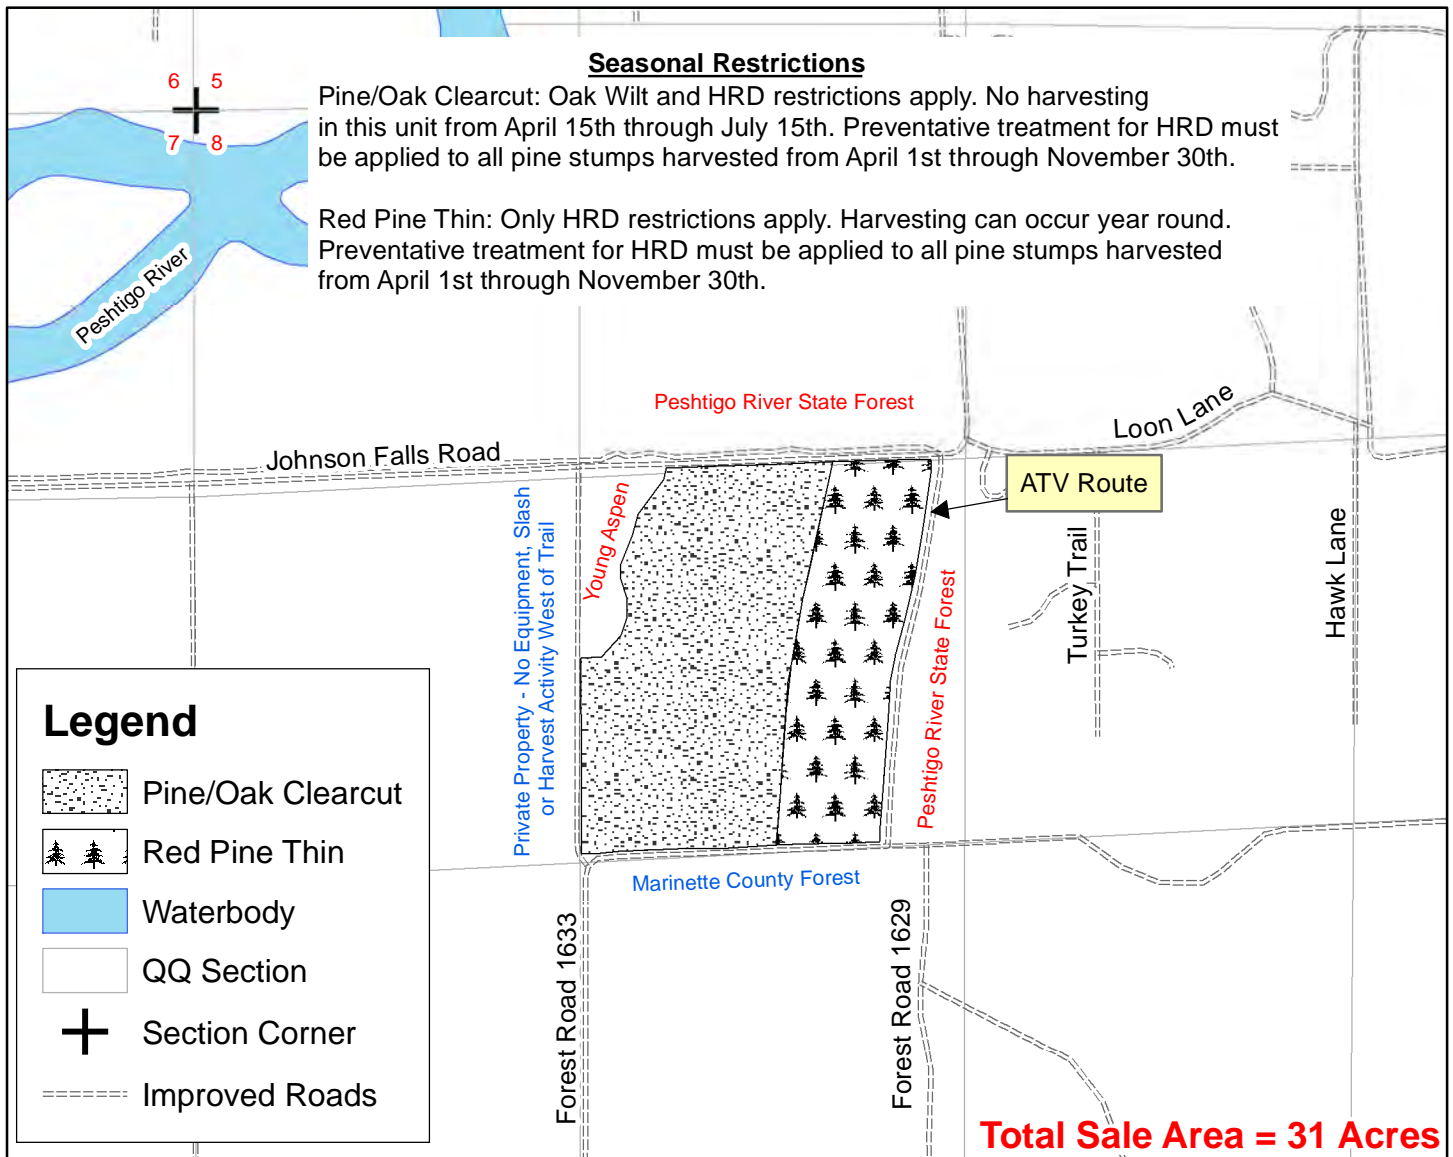 Seasonal Restrictions
Pine/Oak Clearcut: Oak Wilt and HRD restrictions apply. No harvesting
in this unit from April 15th through July 15th. Preventative treatment for HRD must
be applied to all pine stumps harvested from April 1st through November 30th.
Red Pine Thin: Only HRD restrictions apply. Harvesting can occur year round.
Preventative treatment for HRD must be applied to all pine stumps harvested
from April 1st through November 30th.
6 5
7 8
Peshtigo River
Peshtigo River State Forest
Johnson Falls Road
Loon Lane
ATV Route
Young Aspen
Private Property - No Equipment, Slash
or Harvest Activity West of Trail
Peshtigo River State Forest
Turkey Trail
Hawk Lane
Marinette County Forest
Forest Road 1633
Forest Road 1629
Legend
Pine/Oak Clearcut
Red Pine Thin
Waterbody
QQ Section
Section Corner
Improved Roads
Total Sale Area = 31 Acres